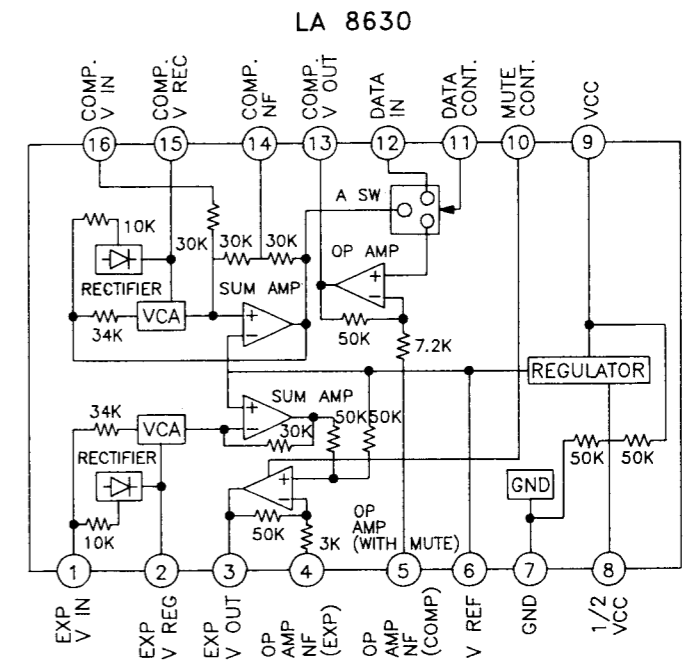 LA 8630
COMP.
V IN
COMP.
V REC
COMP.
NF
COMP.
V OUT
DATA
IN
DATA
CONT.
MUTE
CONT.
VCC
16
15
14
13
12
11
10
9
A SW
10K
30K
30K
30K
OP AMP
RECTIFIER
SUM AMP
+
−
VCA
+
−
34K
50K
7.2K
REGULATOR
SUM AMP
34K
VCA
+
−
30K
50K
50K
RECTIFIER
50K
50K
+
−
GND
10K
50K
3K
OP
AMP
(WITH MUTE)
1
2
3
4
5
6
7
8
EXP
V IN
EXP
V REG
EXP
V OUT
OP
AMP
NF
(EXP)
OP
AMP
NF
(COMP)
V REF
GND
1/2
VCC